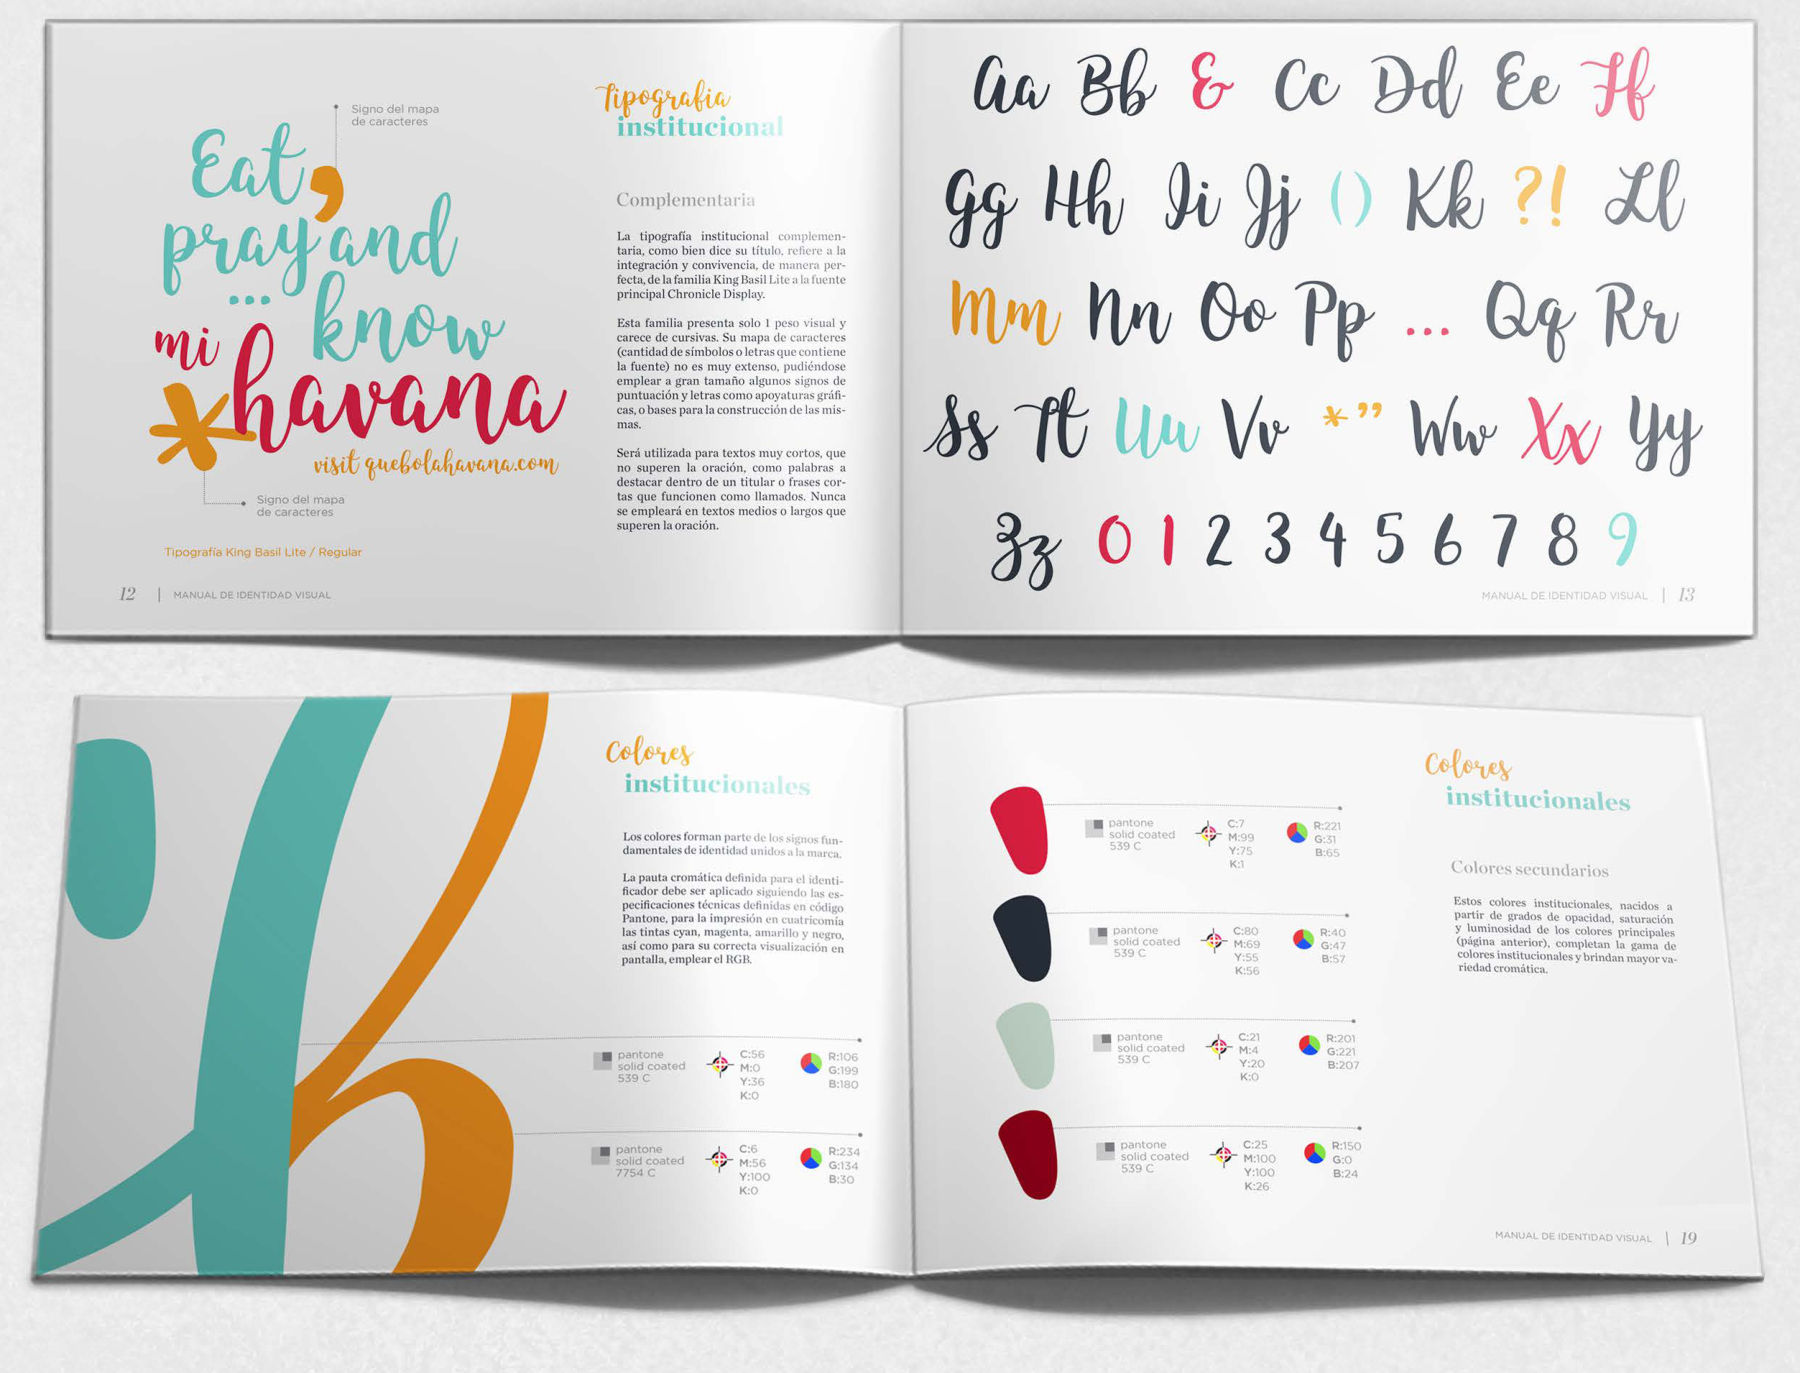 Signo del mapa
de caracteres
Eat,
pray and
... know
mi
*havana
visit quebolahavana.com
Signo del mapa
de caracteres
Tipografía King Basil Lite / Regular
12 | MANUAL DE IDENTIDAD VISUAL
Tipografia
institucional
Complementaria
La tipografía institucional complemen-
taria, como bien dice su título, refiere a la
integración y convivencia, de manera per-
fecta, de la familia King Basil Lite a la fuente
principal Chronicle Display.
Esta familia presenta solo 1 peso visual y
carece de cursivas. Su mapa de caracteres
(cantidad de símbolos o letras que contiene
la fuente) no es muy extenso, pudiéndose
emplear a gran tamaño algunos signos de
puntuación y letras como apoyaturas gráfi-
cas, o bases para la construcción de las mis-
mas.
Será utilizada para textos muy cortos, que
no superen la oración, como palabras a
destacar dentro de un titular o frases cor-
tas que funcionen como llamados. Nunca
se empleará en textos medios o largos que
superen la oración.
Aa Bb & Cc Dd Ee Ff
Gg Hh Ii Jj () Kk ?! Ll
Mm Nn Oo Pp ... Qq Rr
Ss Tt Uu Vv *” Ww Xx Yy
Zz 0 1 2 3 4 5 6 7 8 9
MANUAL DE IDENTIDAD VISUAL | 13
Colores
institucionales
Los colores forman parte de los signos fun-
damentales de identidad unidos a la marca.
La pauta cromática definida para el identi-
ficador debe ser aplicado siguiendo las es-
pecificaciones técnicas definidas en código
Pantone, para la impresión en cuatricomía
las tintas cyan, magenta, amarillo y negro,
así como para su correcta visualización en
pantalla, emplear el RGB.
pantone
solid coated
539 C
C:56
M:0
Y:36
K:0
R:106
G:199
B:180
pantone
solid coated
7754 C
C:6
M:56
Y:100
K:0
R:234
G:134
B:30
pantone
solid coated
539 C
C:7
M:99
Y:75
K:1
R:221
G:31
B:65
pantone
solid coated
539 C
C:80
M:69
Y:55
K:56
R:40
G:47
B:57
pantone
solid coated
539 C
C:21
M:4
Y:20
K:0
R:201
G:221
B:207
pantone
solid coated
539 C
C:25
M:100
Y:100
K:26
R:150
G:0
B:24
Colores
institucionales
Colores secundarios
Estos colores institucionales, nacidos a
partir de grados de opacidad, saturación
y luminosidad de los colores principales
(página anterior), completan la gama de
colores institucionales y brindan mayor va-
riedad cromática.
MANUAL DE IDENTIDAD VISUAL | 19